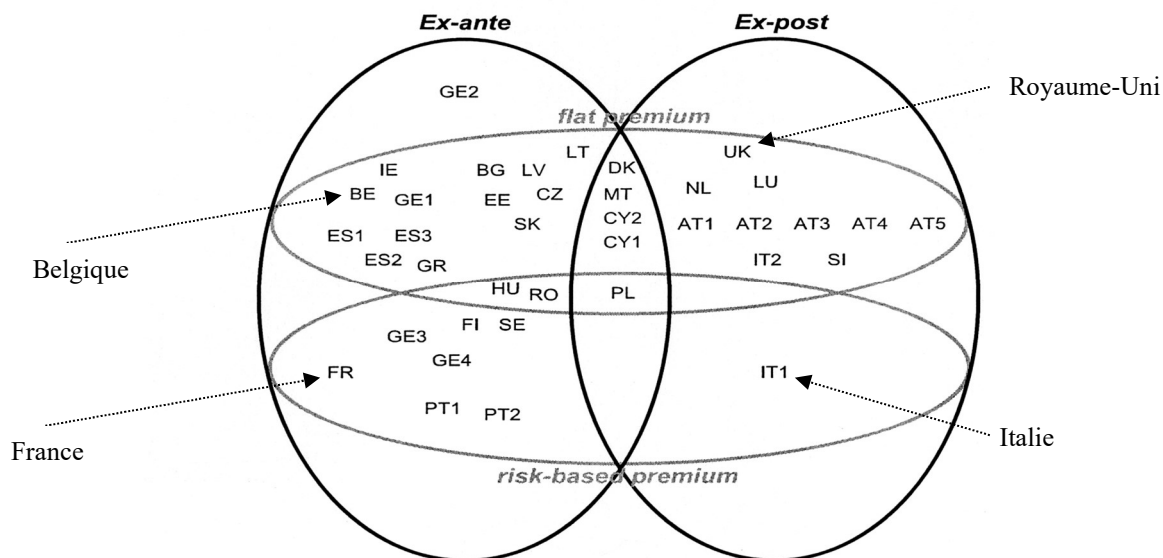 Ex-ante
Ex-post
Royaume-Uni
GE2
flat premium
LT
UK
IE
BG
LV
DK
BE
GE1
EE
CZ
MT
NL
LU
SK
CY2
AT1
AT2
AT3
AT4
AT5
ES1
ES3
CY1
Belgique
ES2
GR
IT2
SI
HU
RO
PL
FI
SE
GE3
GE4
FR
IT1
PT1
PT2
France
Italie
risk-based premium